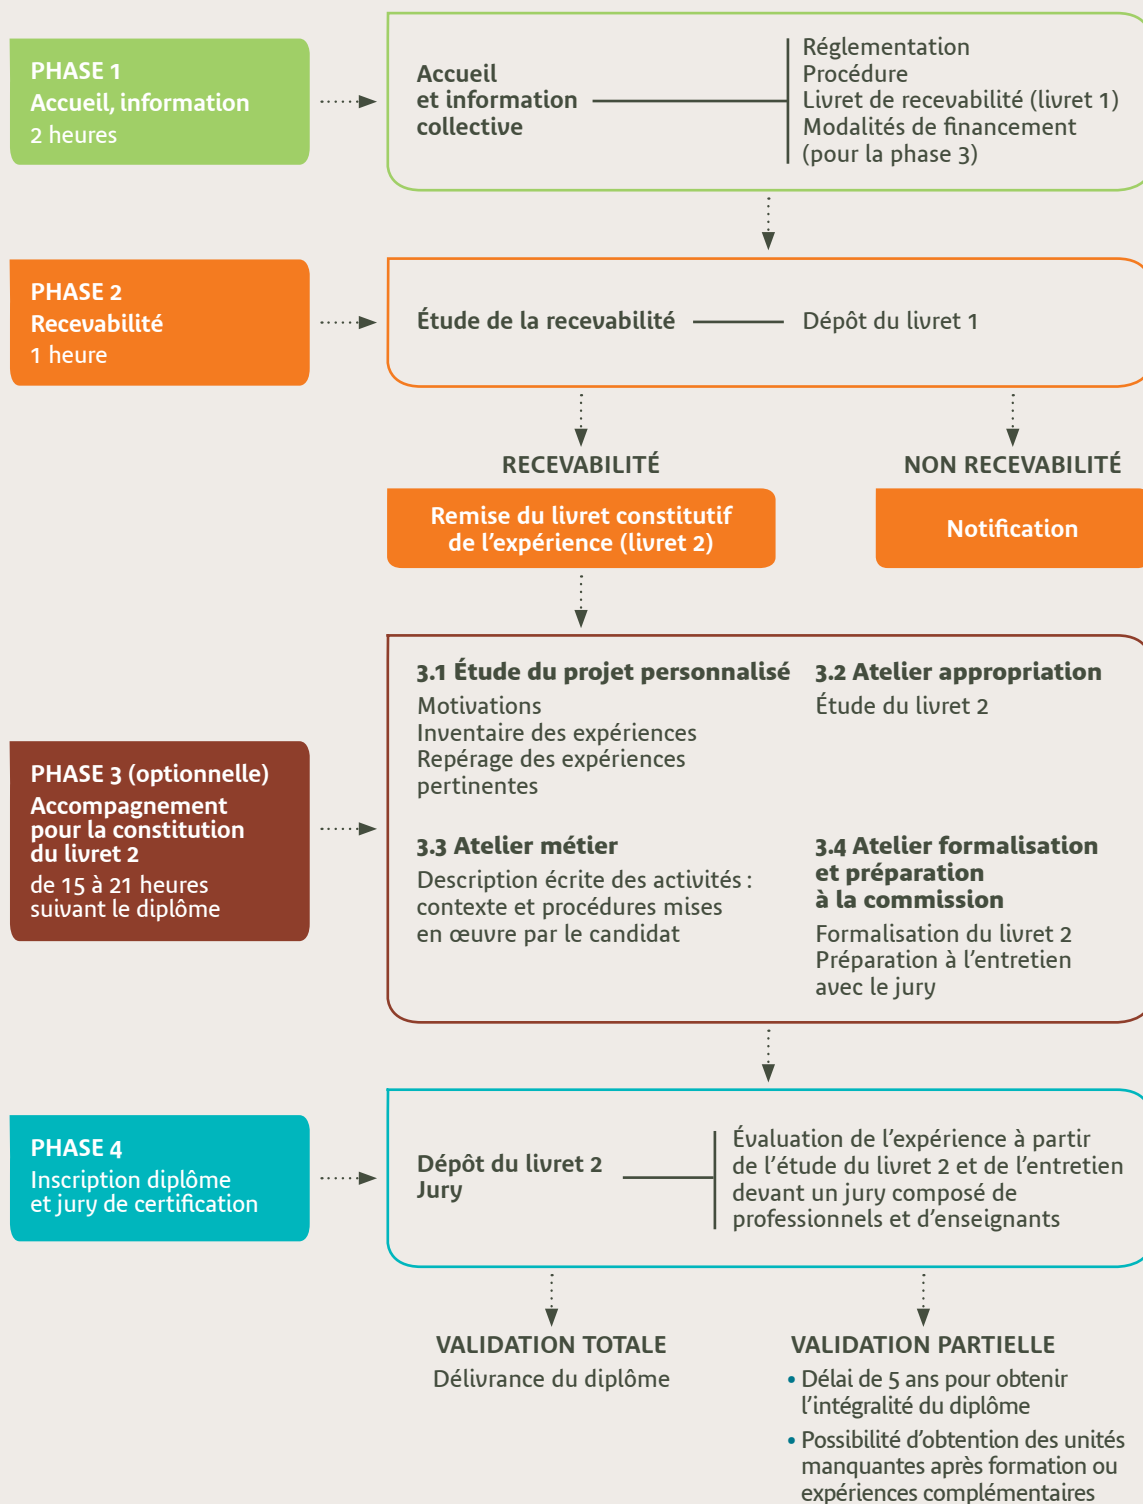 PHASE 1
Accueil, information
2 heures
Accueil
et information
collective
Réglementation
Procédure
Livret de recevabilité (livret 1)
Modalités de financement
(pour la phase 3)
PHASE 2
Recevabilité
1 heure
Étude de la recevabilité
Dépôt du livret 1
RECEVABILITÉ
NON RECEVABILITÉ
Remise du livret constitutif
de l’expérience (livret 2)
Notification
PHASE 3 (optionnelle)
Accompagnement
pour la constitution
du livret 2
de 15 à 21 heures
suivant le diplôme
3.1 Étude du projet personnalisé
Motivations
Inventaire des expériences
Repérage des expériences
pertinentes
3.2 Atelier appropriation
Étude du livret 2
3.3 Atelier métier
Description écrite des activités :
contexte et procédures mises
en œuvre par le candidat
3.4 Atelier formalisation
et préparation
à la commission
Formalisation du livret 2
Préparation à l’entretien
avec le jury
PHASE 4
Inscription diplôme
et jury de certification
Dépôt du livret 2
Jury
Évaluation de l’expérience à partir
de l’étude du livret 2 et de l’entretien
devant un jury composé de
professionnels et d’enseignants
VALIDATION TOTALE
Délivrance du diplôme
VALIDATION PARTIELLE
• Délai de 5 ans pour obtenir
l’intégralité du diplôme
• Possibilité d’obtention des unités
manquantes après formation ou
expériences complémentaires